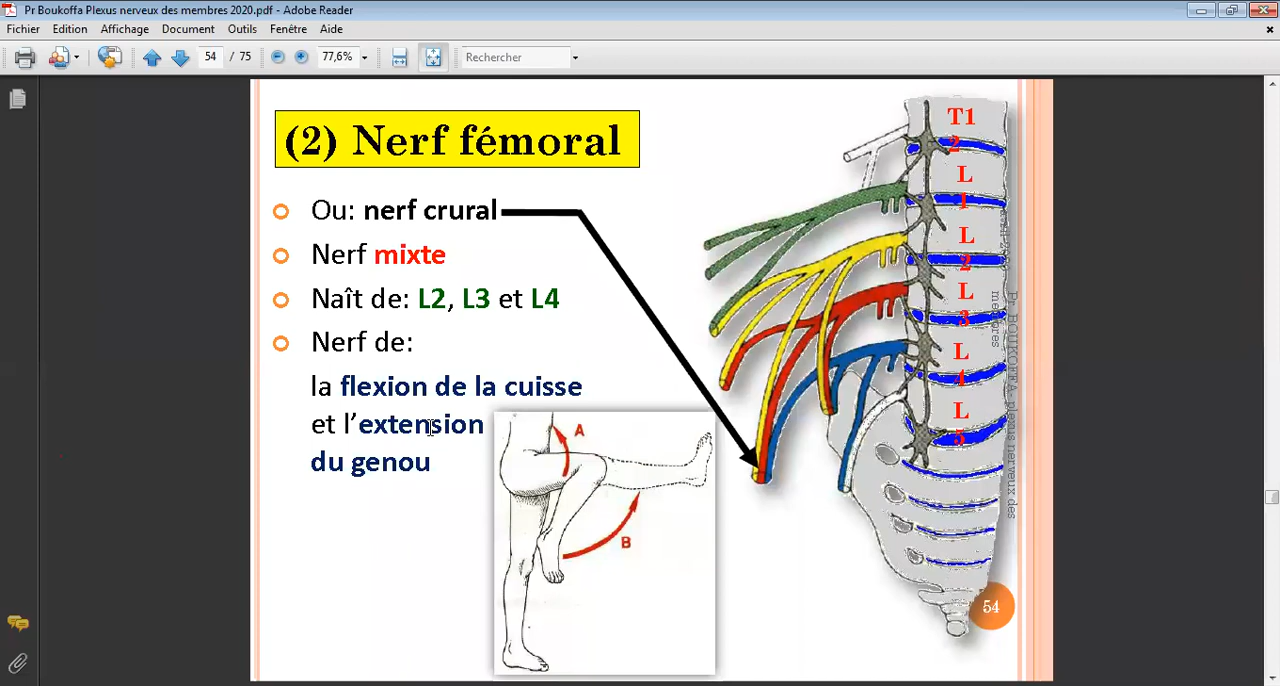 Pr Boukoffa Plexus nerveux des membres 2020.pdf - Adobe Reader
Fichier Edition Affichage Document Outils Fenêtre Aide
54 / 75 77,6% Rechercher
(2) Nerf fémoral
Ou: nerf crural
Nerf mixte
Naît de: L2, L3 et L4
Nerf de:
la flexion de la cuisse
et l’extension
du genou
A
B
T1
2
L
1
L
2
L
3
L
4
L
5
Pr. BOUKOFFA- plexus nerveux des
membres
54